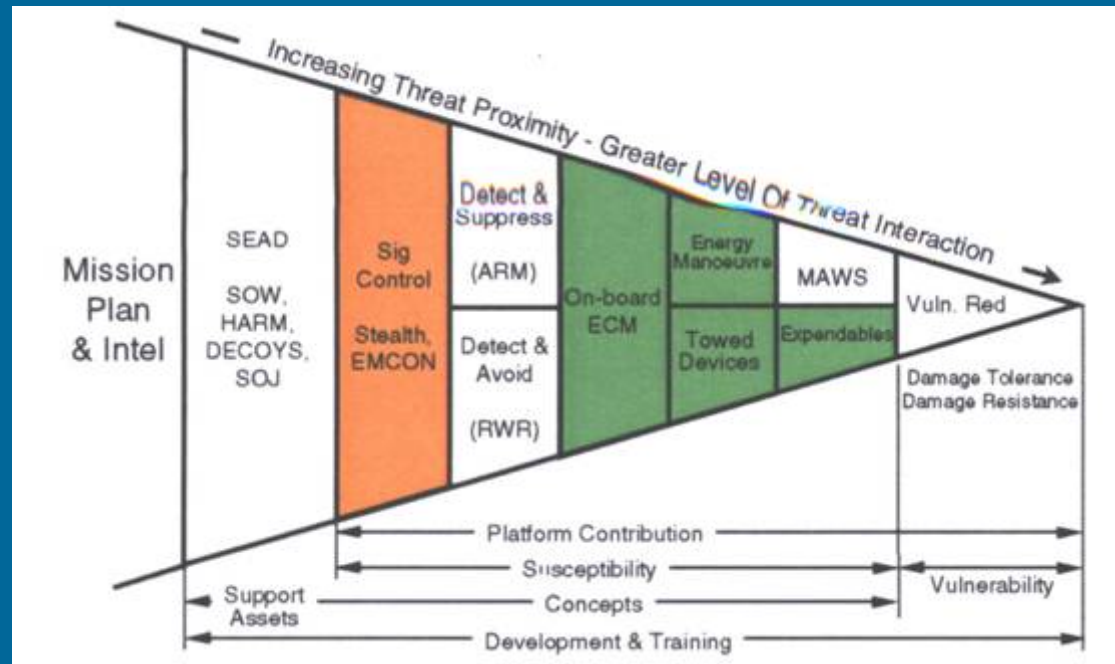 Increasing Threat Proximity - Greater Level Of Threat Interaction
Mission
Plan
& Intel
SEAD
SOW,
HARM,
DECOYS,
SOJ
Sig
Control
Stealth,
EMCON
Detect &
Suppress
(ARM)
Detect &
Avoid
(RWR)
On-board
ECM
Energy
Manoeuvre
Towed
Devices
MAWS
Expendables
Vuln. Red
Damage Tolerance
Damage Resistance
Platform Contribution
Susceptibility
Vulnerability
Support
Assets
Concepts
Development & Training